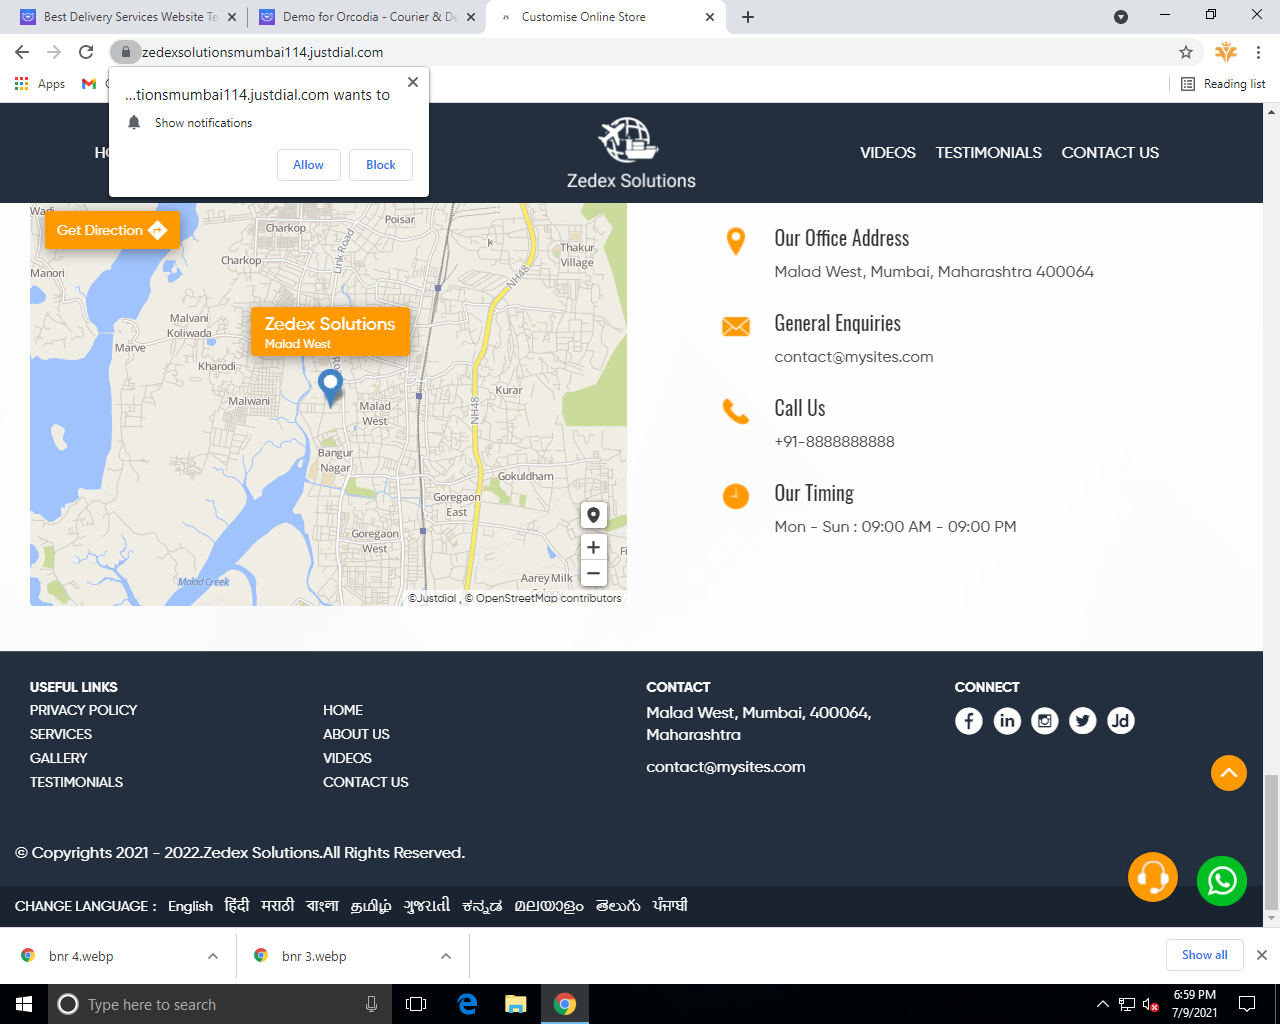 Best Delivery Services Website Te
Demo for Orcodia - Courier & De
Customise Online Store
zedexsolutionsmumbai114.justdial.com
Apps
Reading list
...tionsmumbai114.justdial.com wants to
Show notifications
Allow
Block
Zedex Solutions
VIDEOS
TESTIMONIALS
CONTACT US
Get Direction
Charkop
Poisar
Link Road
Charkop
Thakur
Village
Manori
NH48
Malvani
Koliwada
Marve
Zedex Solutions
Malad West
Kharodi
Malwani
Malad
West
Kurar
NH48
Bangur
Nagar
Gokuldham
Goregaon
East
Goregaon
West
Malad Creek
Aarey Milk
©Justdial , © OpenStreetMap contributors
Our Office Address
Malad West, Mumbai, Maharashtra 400064
General Enquiries
contact@mysites.com
Call Us
+91-8888888888
Our Timing
Mon - Sun : 09:00 AM - 09:00 PM
USEFUL LINKS
PRIVACY POLICY
SERVICES
GALLERY
TESTIMONIALS
HOME
ABOUT US
VIDEOS
CONTACT US
CONTACT
Malad West, Mumbai, 400064,
Maharashtra
contact@mysites.com
CONNECT
Jd
© Copyrights 2021 - 2022.Zedex Solutions.All Rights Reserved.
CHANGE LANGUAGE : English हिंदी मराठी বাংলা தமிழ் ગુજરાતી ಕನ್ನಡ മലയാളം తెలుగు ਪੰਜਾਬੀ
bnr 4.webp
bnr 3.webp
Show all
Type here to search
6:59 PM
7/9/2021